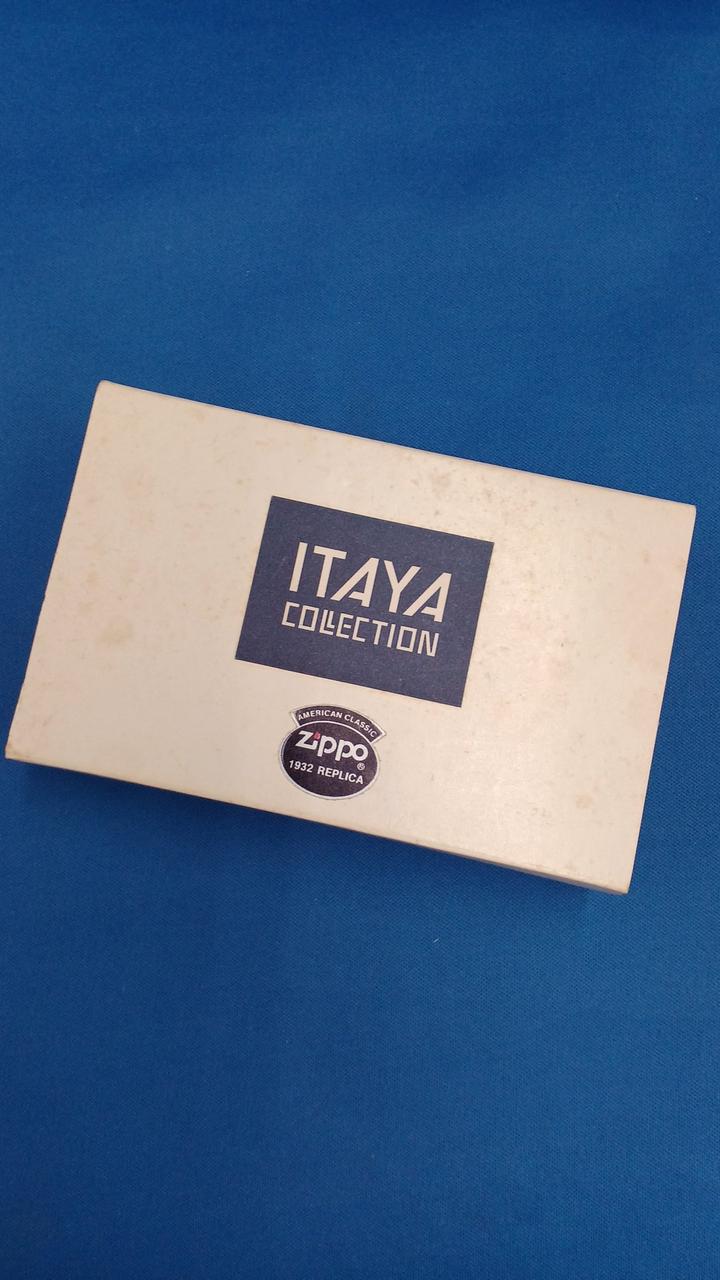 ITAYA
COLLECTION
AMERICAN CLASSIC
Zippo®
1932 REPLICA